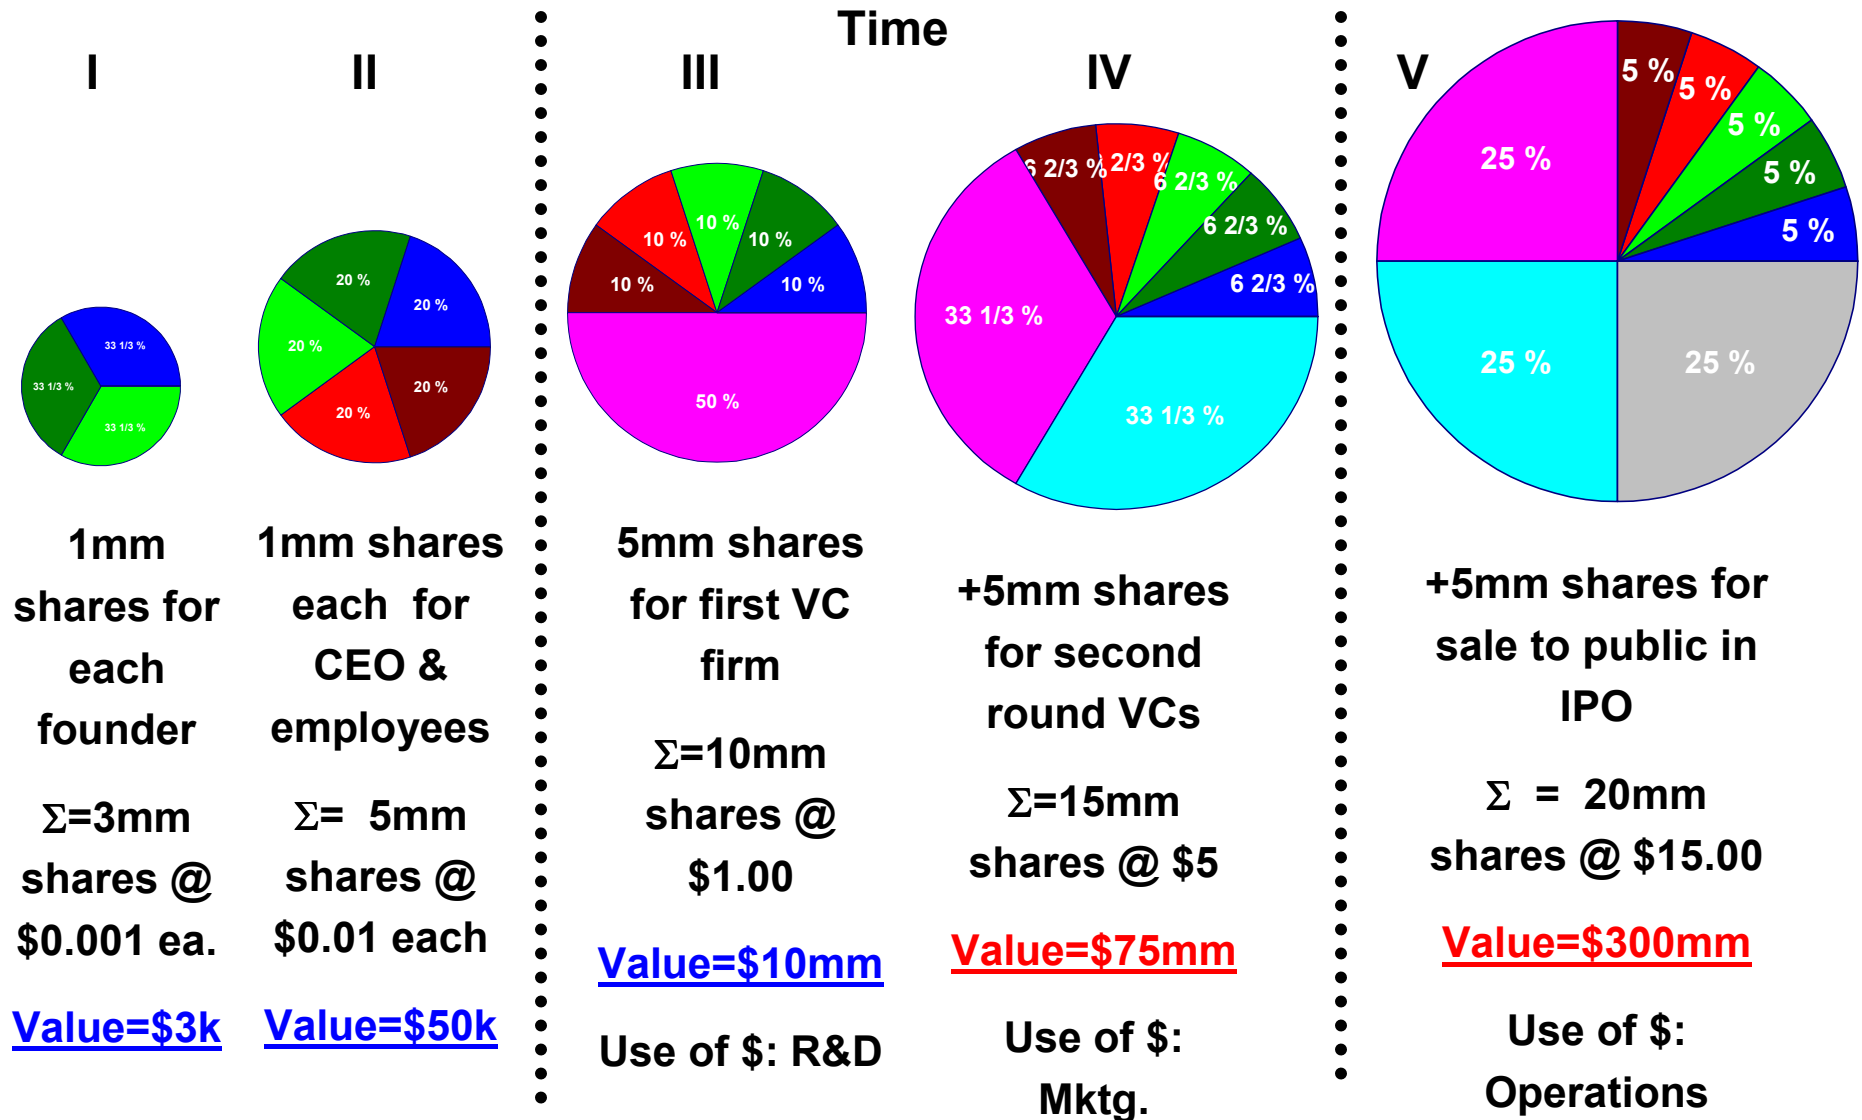 Time
I
33 1/3 %
33 1/3 %
33 1/3 %
1mm
shares for
each
founder
Σ=3mm
shares @
$0.001 ea.
Value=$3k
II
20 %
20 %
20 %
20 %
20 %
1mm shares
each for
CEO &
employees
Σ= 5mm
shares @
$0.01 each
Value=$50k
III
10 %
10 %
10 %
10 %
10 %
50 %
5mm shares
for first VC
firm
Σ=10mm
shares @
$1.00
Value=$10mm
Use of $: R&D
IV
6 2/3 %
2/3 %
6 2/3 %
6 2/3 %
6 2/3 %
33 1/3 %
33 1/3 %
+5mm shares
for second
round VCs
Σ=15mm
shares @ $5
Value=$75mm
Use of $:
Mktg.
V
5 %
5 %
5 %
5 %
5 %
25 %
25 %
25 %
+5mm shares for
sale to public in
IPO
Σ = 20mm
shares @ $15.00
Value=$300mm
Use of $:
Operations